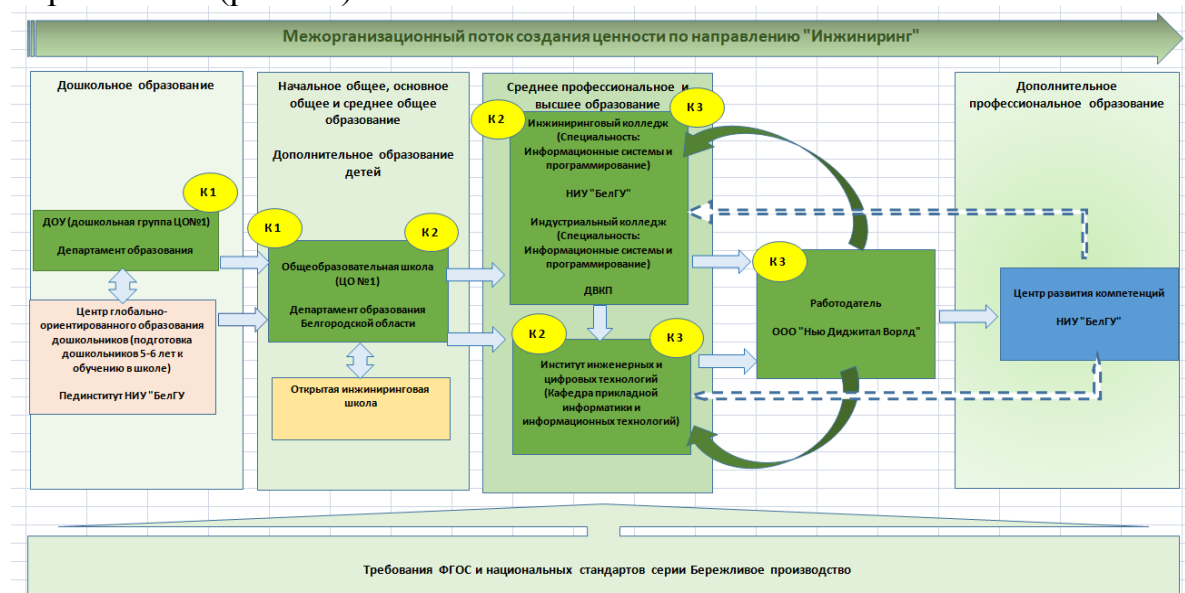 Межорганизационный поток создания ценности по направлению "Инжиниринг"
Дошкольное образование
К 1
ДОУ (дошкольная группа ЦО№1)
Департамент образования
Центр глобально-
ориентированного образования
дошкольников (подготовка
дошкольников 5-6 лет к
обучению в школе)
Пединститут НИУ "БелГУ
Начальное общее, основное
общее и среднее общее
образование
Дополнительное образование
детей
К 1
К 2
Общеобразовательная школа
(ЦО №1)
Департамент образования
Белгородской области
Открытая инжиниринговая
школа
Среднее профессиональное и
высшее образование
К 2
К 3
Инжиниринговый колледж
(Специальность:
Информационные системы и
программирование)
НИУ "БелГУ"
Индустриальный колледж
(Специальность:
Информационные системы и
программирование)
ДВКП
К 2
К 3
Институт инженерных и
цифровых технологий
(Кафедра прикладной
информатики и
информационных технологий)
К 3
Работодатель
ООО "Нью Диджитал Ворлд"
Дополнительное
профессиональное образование
Центр развития компетенций
НИУ "БелГУ"
Требования ФГОС и национальных стандартов серии Бережливое производство